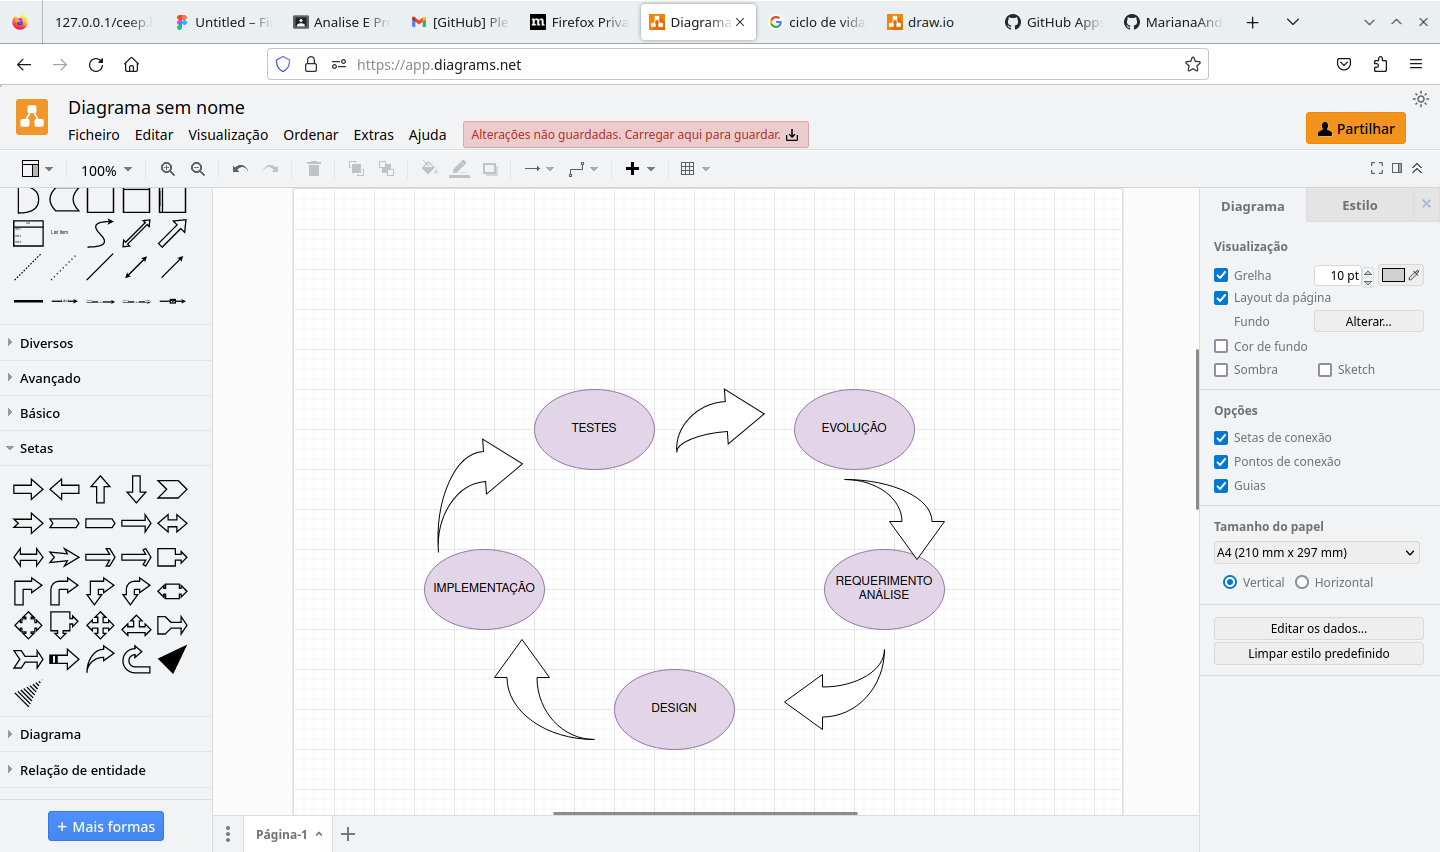 127.0.0.1/ceep.
Untitled – Fi
Analise E Pr
[GitHub] Ple
Firefox Priva
Diagrama
ciclo de vida
draw.io
GitHub Apps
MarianaAnd
https://app.diagrams.net
Diagrama sem nome
Ficheiro Editar Visualização Ordenar Extras Ajuda
Alterações não guardadas. Carregar aqui para guardar.
Partilhar
100%
List Item
Diversos
Avançado
Básico
Setas
Diagrama
Relação de entidade
+ Mais formas
TESTES
EVOLUÇÃO
IMPLEMENTAÇÃO
REQUERIMENTO
ANÁLISE
DESIGN
Página-1
Diagrama Estilo
Visualização
Grelha 10 pt
Layout da página
Fundo Alterar...
Cor de fundo
Sombra Sketch
Opções
Setas de conexão
Pontos de conexão
Guias
Tamanho do papel
A4 (210 mm x 297 mm)
Vertical Horizontal
Editar os dados...
Limpar estilo predefinido